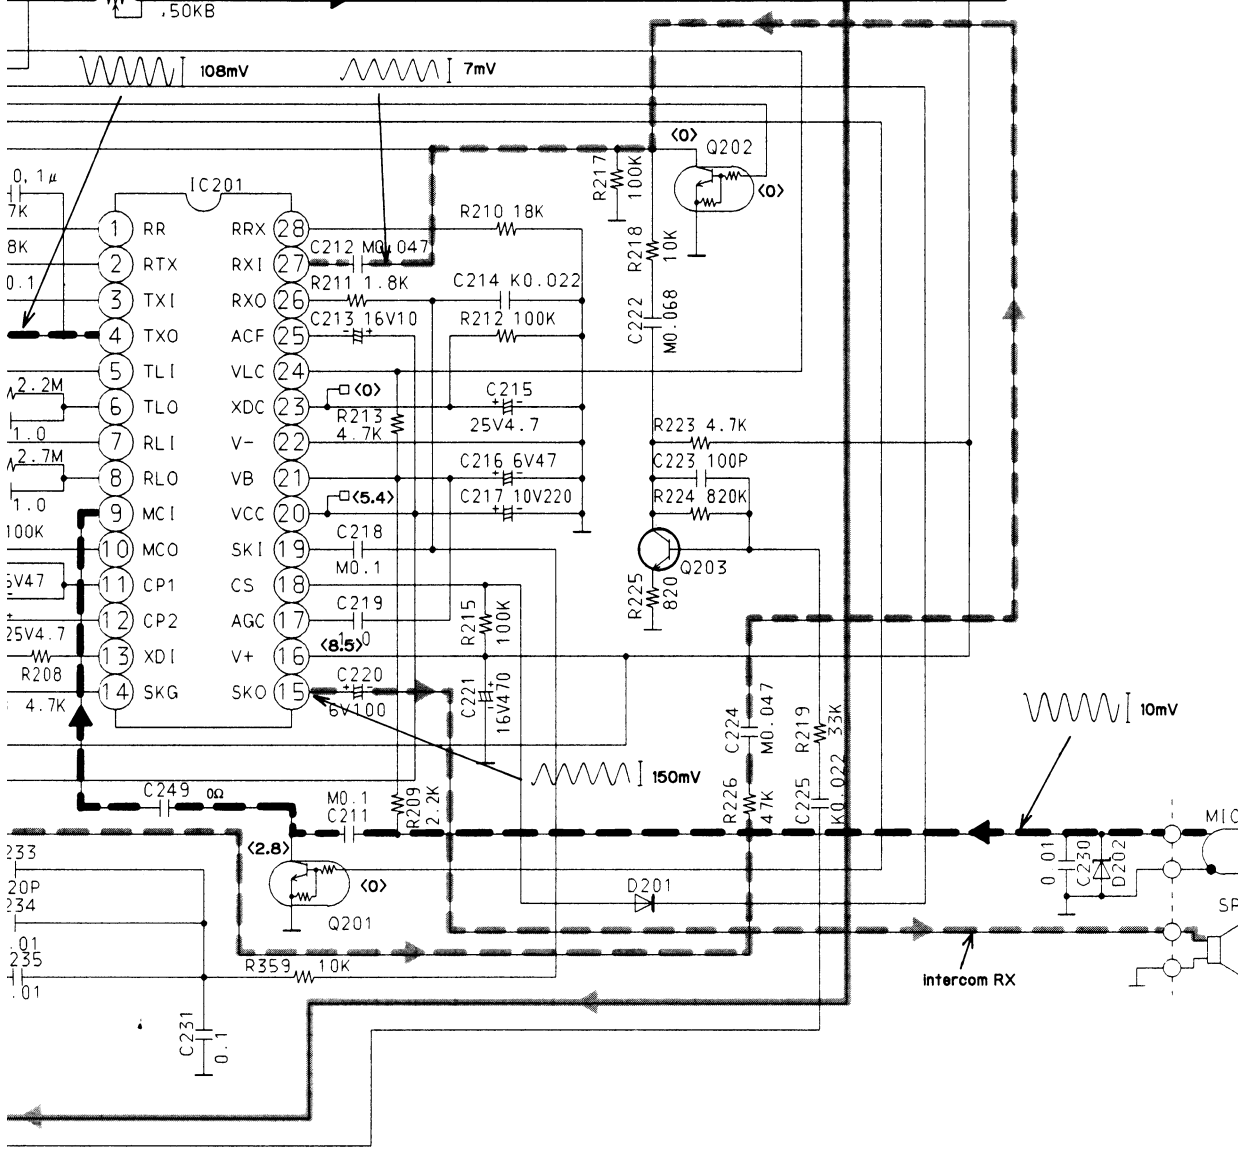 .50KB
108mV
7mV
<0>
Q202
<0>
0,1μ
7K
8K
0.1
2.2M
1.0
2.7M
1.0
100K
6V47
25V4.7
R208
4.7K
IC201
1 RR
2 RTX
3 TXI
4 TXO
5 TLI
6 TLO
7 RLI
8 RLO
9 MCI
10 MCO
11 CP1
12 CP2
13 XDI
14 SKG
RRX 28
RXI 27
RXO 26
ACF 25
VLC 24
XDC 23
V- 22
VB 21
VCC 20
SKI 19
CS 18
AGC 17
V+ 16
SKO 15
R210 18K
C212 M0.047
R211 1.8K
C214 K0.022
C213 16V10
R212 100K
<0>
C215
25V4.7
R213
4.7K
C216 6V47
<5.4>
C217 10V220
C218
M0.1
C219
1.0
<8.5>
C220
6V100
R215
100K
C221
16V470
R217
100K
R218
10K
C222
M0.068
R223 4.7K
C223 100P
R224 820K
Q203
R225
820
C224
M0.047
R226
47K
R219
33K
C225
K0.022
10mV
150mV
C249 0Ω
M0.1
C211
R209
2.2K
<2.8>
<0>
Q201
D201
0 01
C230
D202
MIC
SP
intercom RX
233
20P
234
.01
235
.01
R359 10K
C231
0.1